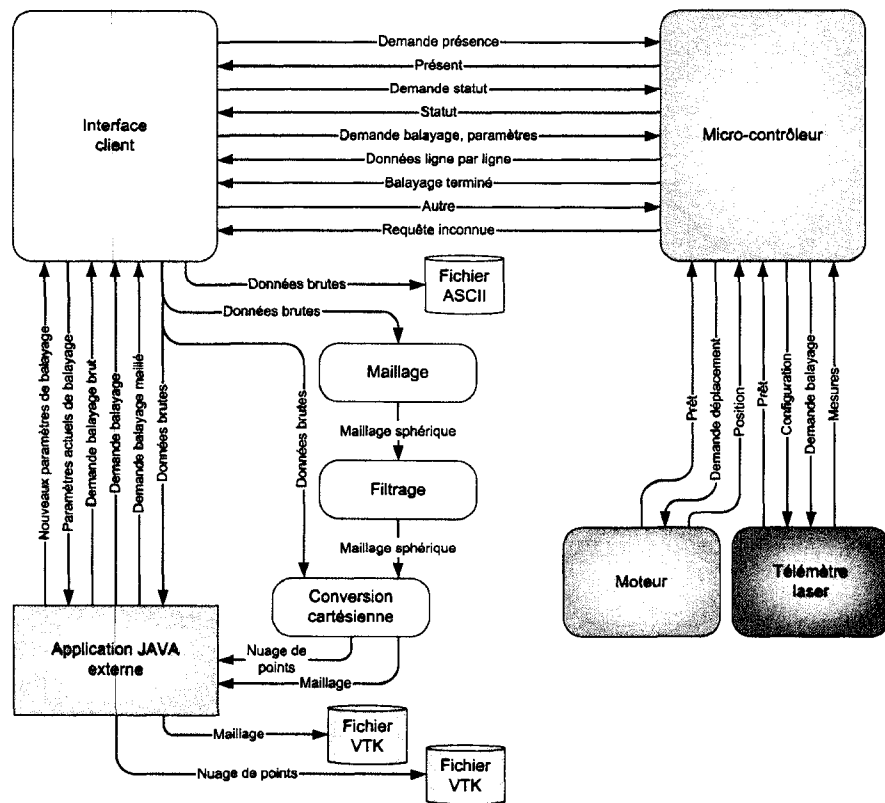 Demande présence
Présent
Demande statut
Statut
Interface
client
Demande balayage, paramètres
Micro-contrôleur
Données ligne par ligne
Balayage terminé
Autre
Requête inconnue
Données brutes
Fichier
ASCII
Données brutes
Nouveaux paramètres de balayage
Paramètres actuels de balayage
Demande balayage brut
Demande balayage
Demande balayage maillé
Données brutes
Données brutes
Maillage
Maillage sphérique
Filtrage
Maillage sphérique
Conversion
cartésienne
Prêt
Demande déplacement
Position
Prêt
Configuration
Demande balayage
Mesures
Moteur
Télémètre
laser
Application JAVA
externe
Nuage de
points
Maillage
Maillage
Fichier
VTK
Nuage de points
Fichier
VTK